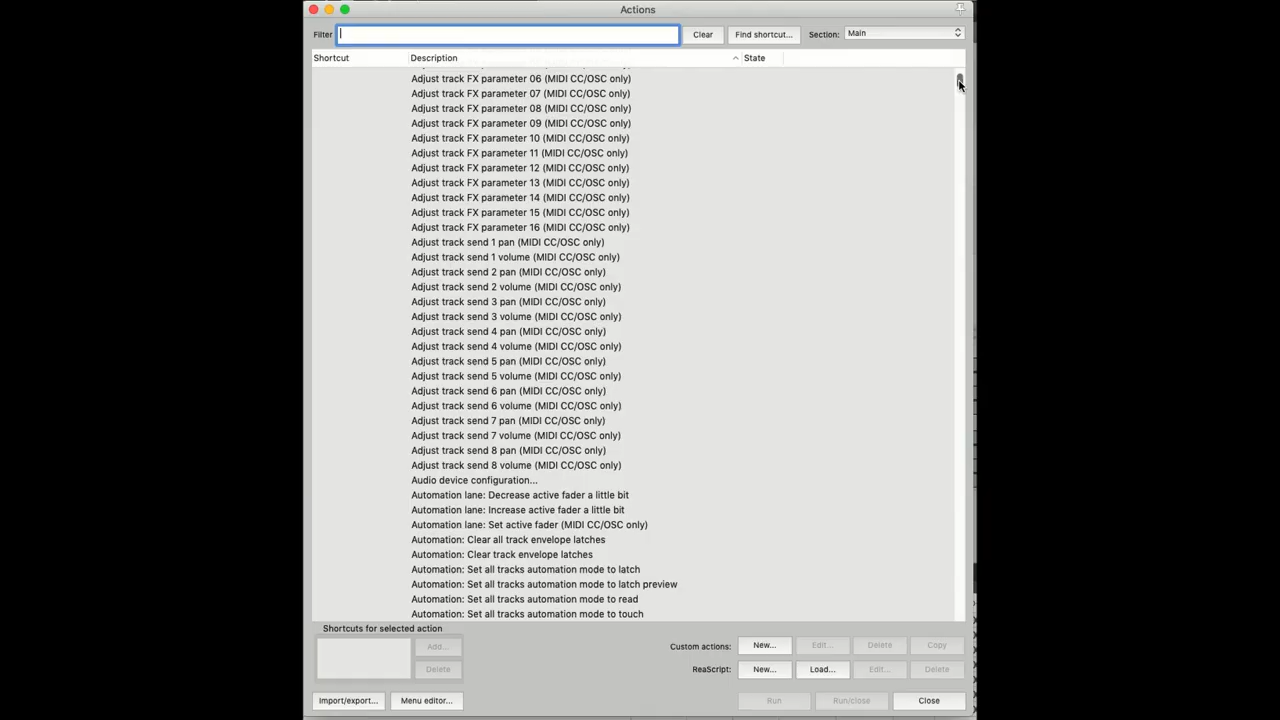 Actions
Filter
Clear
Find shortcut...
Section:
Main
Shortcut
Description
State
Adjust track FX parameter 06 (MIDI CC/OSC only)
Adjust track FX parameter 07 (MIDI CC/OSC only)
Adjust track FX parameter 08 (MIDI CC/OSC only)
Adjust track FX parameter 09 (MIDI CC/OSC only)
Adjust track FX parameter 10 (MIDI CC/OSC only)
Adjust track FX parameter 11 (MIDI CC/OSC only)
Adjust track FX parameter 12 (MIDI CC/OSC only)
Adjust track FX parameter 13 (MIDI CC/OSC only)
Adjust track FX parameter 14 (MIDI CC/OSC only)
Adjust track FX parameter 15 (MIDI CC/OSC only)
Adjust track FX parameter 16 (MIDI CC/OSC only)
Adjust track send 1 pan (MIDI CC/OSC only)
Adjust track send 1 volume (MIDI CC/OSC only)
Adjust track send 2 pan (MIDI CC/OSC only)
Adjust track send 2 volume (MIDI CC/OSC only)
Adjust track send 3 pan (MIDI CC/OSC only)
Adjust track send 3 volume (MIDI CC/OSC only)
Adjust track send 4 pan (MIDI CC/OSC only)
Adjust track send 4 volume (MIDI CC/OSC only)
Adjust track send 5 pan (MIDI CC/OSC only)
Adjust track send 5 volume (MIDI CC/OSC only)
Adjust track send 6 pan (MIDI CC/OSC only)
Adjust track send 6 volume (MIDI CC/OSC only)
Adjust track send 7 pan (MIDI CC/OSC only)
Adjust track send 7 volume (MIDI CC/OSC only)
Adjust track send 8 pan (MIDI CC/OSC only)
Adjust track send 8 volume (MIDI CC/OSC only)
Audio device configuration...
Automation lane: Decrease active fader a little bit
Automation lane: Increase active fader a little bit
Automation lane: Set active fader (MIDI CC/OSC only)
Automation: Clear all track envelope latches
Automation: Clear track envelope latches
Automation: Set all tracks automation mode to latch
Automation: Set all tracks automation mode to latch preview
Automation: Set all tracks automation mode to read
Automation: Set all tracks automation mode to touch
Shortcuts for selected action
Add...
Delete
Custom actions:
New...
Edit...
Delete
Copy
ReaScript:
New...
Load...
Edit...
Delete
Import/export...
Menu editor...
Run
Run/close
Close